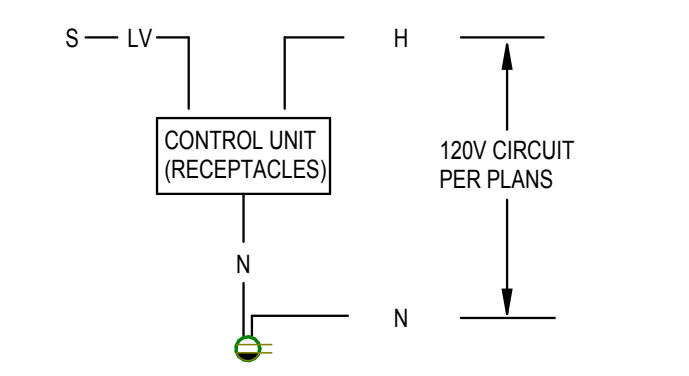 S LV H
CONTROL UNIT
(RECEPTACLES)
120V CIRCUIT
PER PLANS
N
N